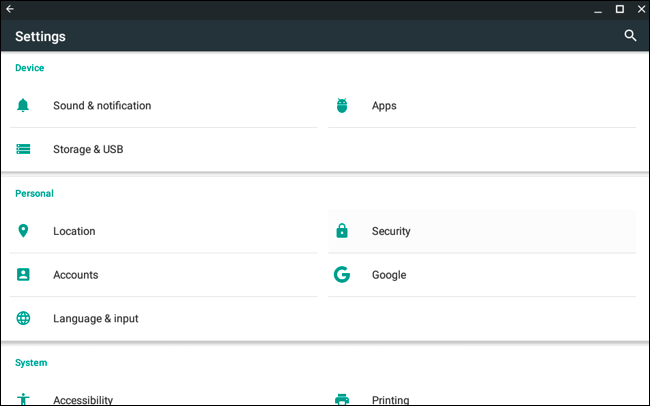 Settings
Device
Sound & notification
Apps
Storage & USB
Personal
Location
Security
Accounts
Google
Language & input
System
Accessibility
Printing